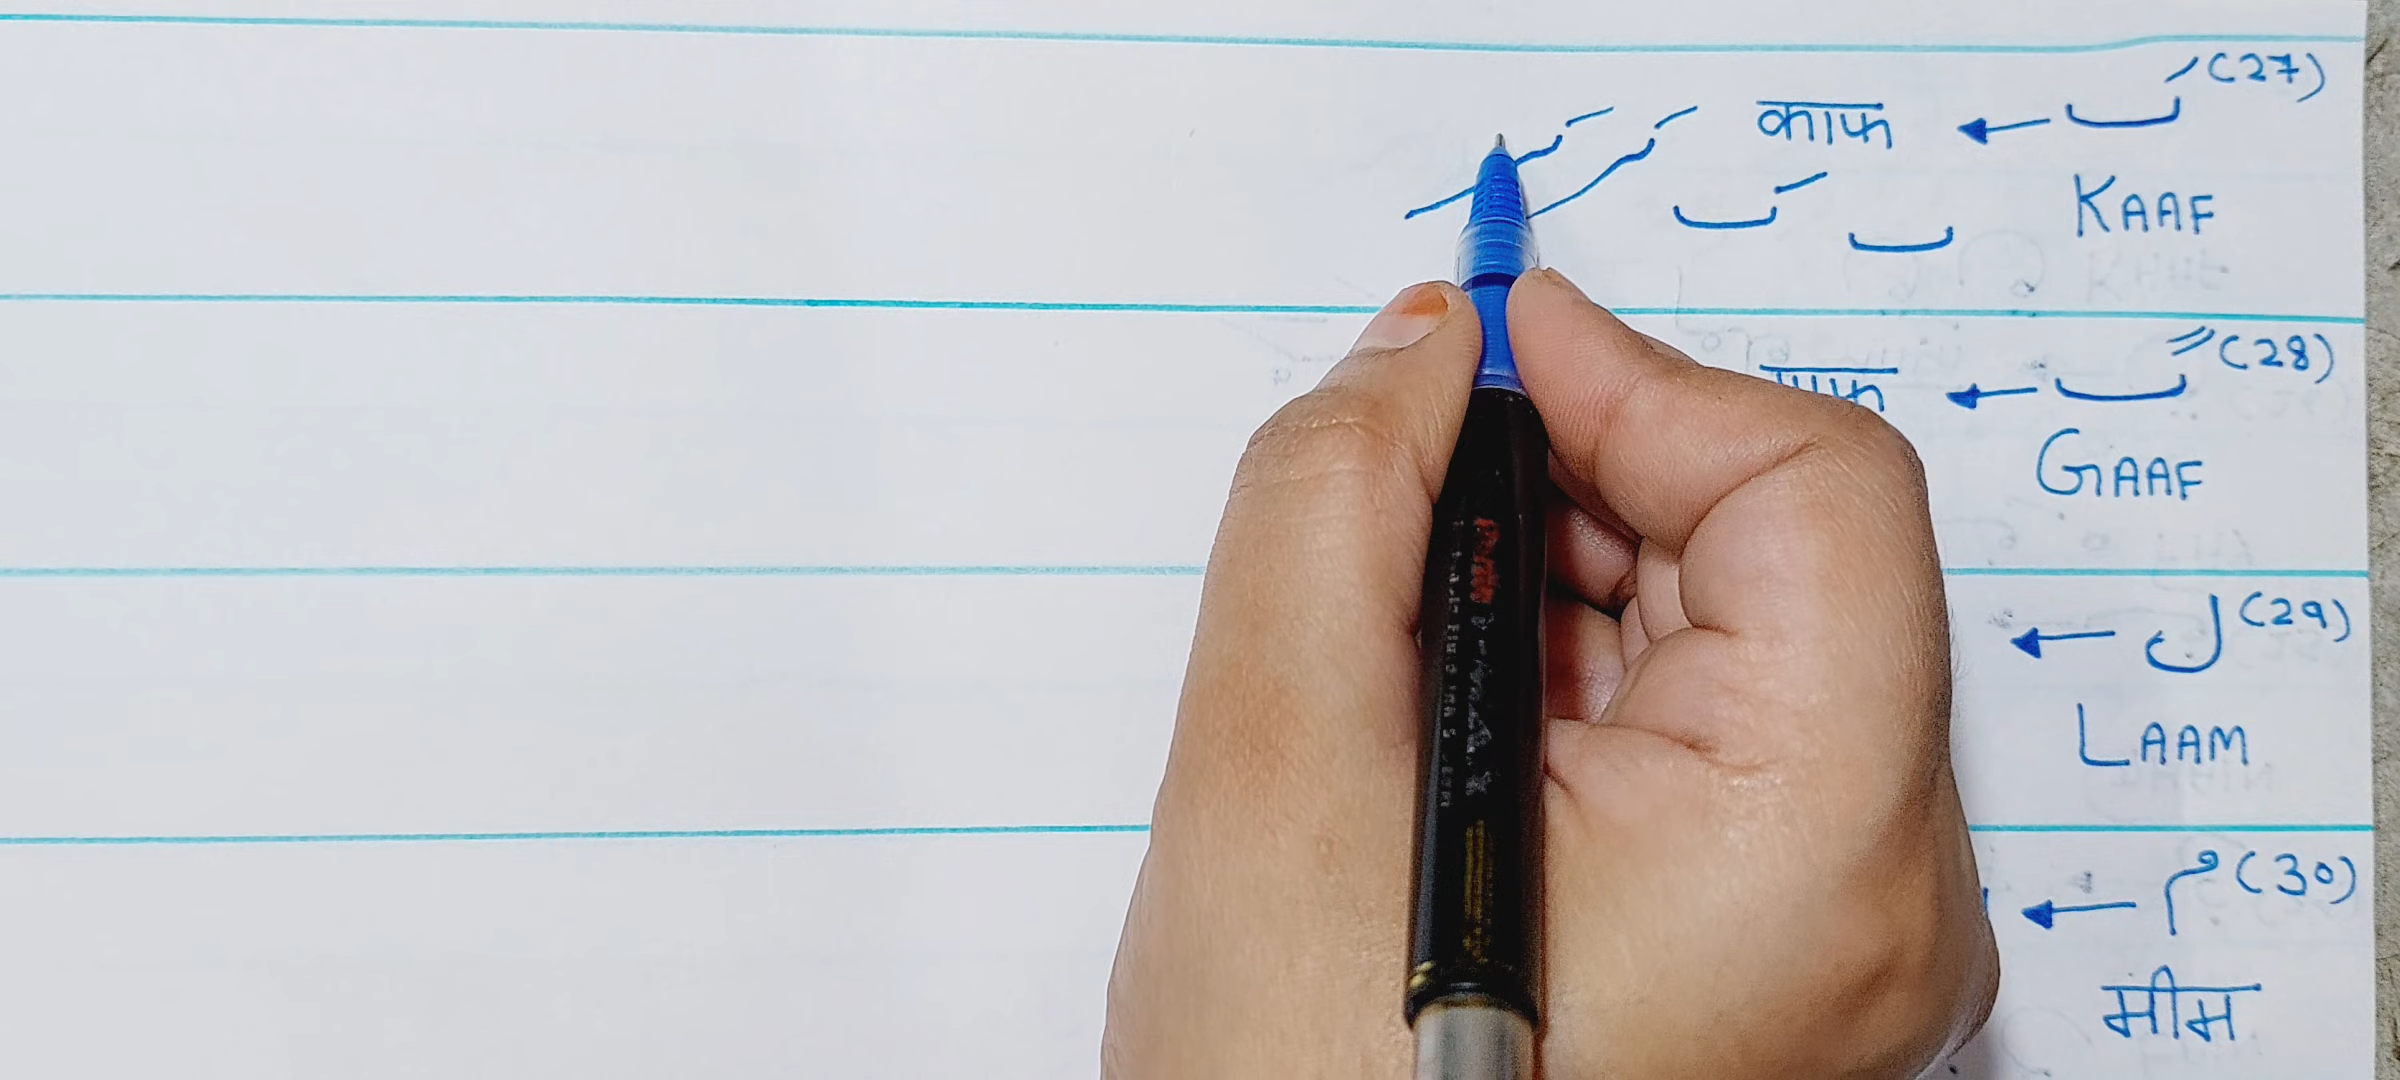 (27) ک ← काफ
KAAF
(28) گ ← गाफ
GAAF
(29) ل ←
LAAM
(30) م ←
मीम